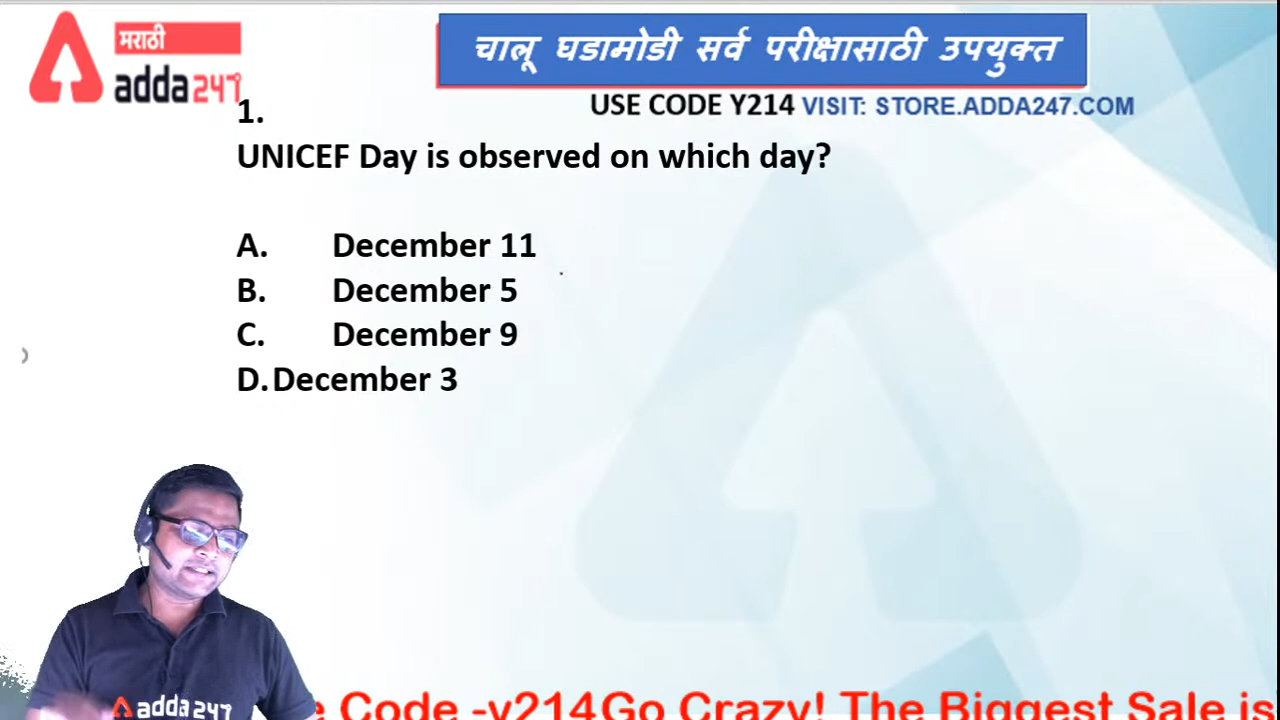 मराठी
adda247
चालू घडामोडी सर्व परीक्षासाठी उपयुक्त
USE CODE Y214 VISIT: STORE.ADDA247.COM
1.
UNICEF Day is observed on which day?
A. December 11
B. December 5
C. December 9
D. December 3
adda247
e Code -y214Go Crazy! The Biggest Sale is